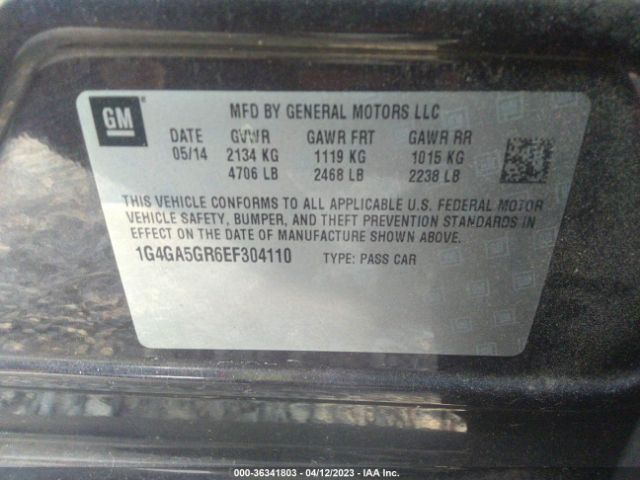 GM ®
MFD BY GENERAL MOTORS LLC
DATE GVWR GAWR FRT GAWR RR
05/14 2134 KG 1119 KG 1015 KG
4706 LB 2468 LB 2238 LB
THIS VEHICLE CONFORMS TO ALL APPLICABLE U.S. FEDERAL MOTOR
VEHICLE SAFETY, BUMPER, AND THEFT PREVENTION STANDARDS IN
EFFECT ON THE DATE OF MANUFACTURE SHOWN ABOVE.
1G4GA5GR6EF304110 TYPE: PASS CAR
000-36341803 - 04/12/2023 - IAA Inc.